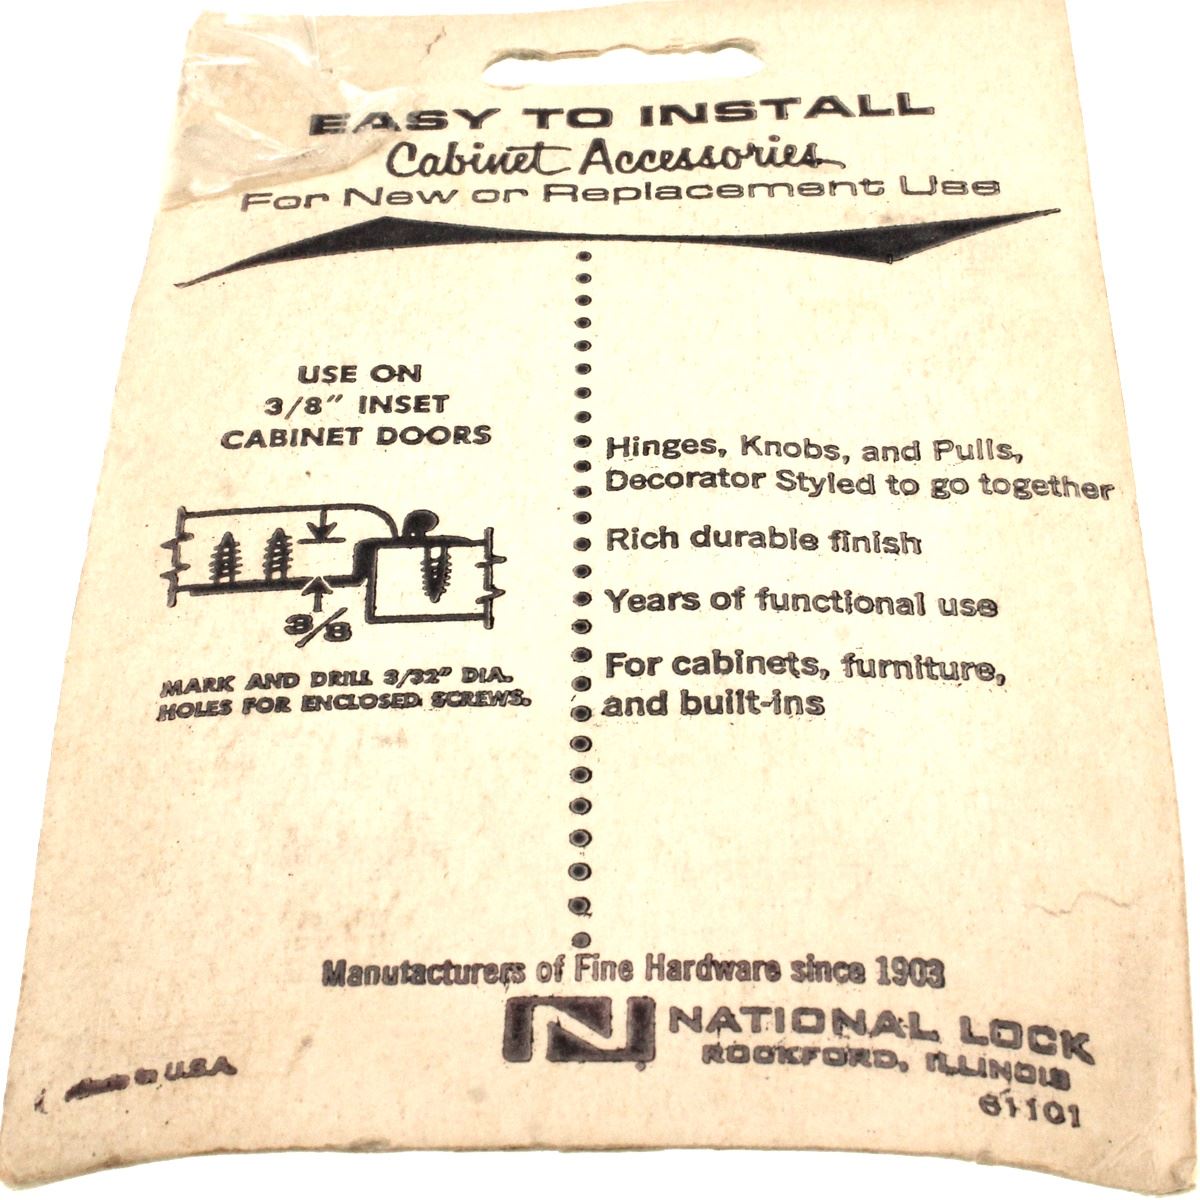 EASY TO INSTALL
Cabinet Accessories
For New or Replacement Use
USE ON
3/8" INSET
CABINET DOORS
3/8
MARK AND DRILL 3/32" DIA.
HOLES FOR ENCLOSED SCREWS.
Hinges, Knobs, and Pulls,
Decorator Styled to go together
Rich durable finish
Years of functional use
For cabinets, furniture,
and built-ins
Manufacturers of Fine Hardware since 1903
N NATIONAL LOCK
ROCKFORD, ILLINOIS
61101
Made in U.S.A.